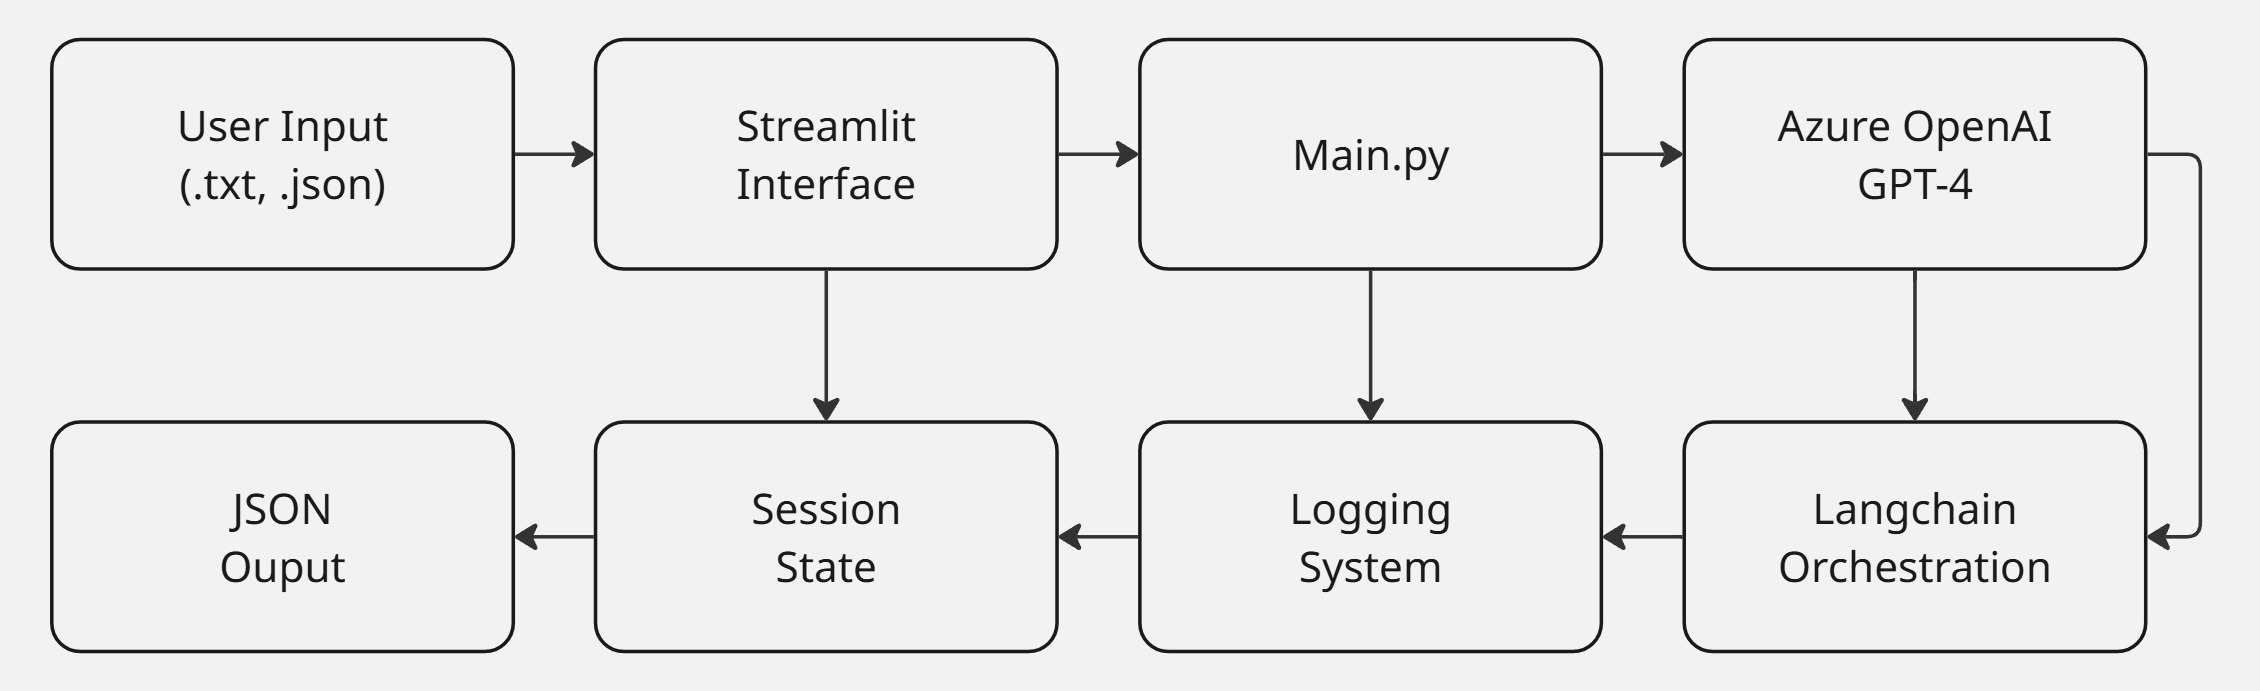 User Input
(.txt, .json)
Streamlit
Interface
Main.py
Azure OpenAI
GPT-4
JSON
Ouput
Session
State
Logging
System
Langchain
Orchestration